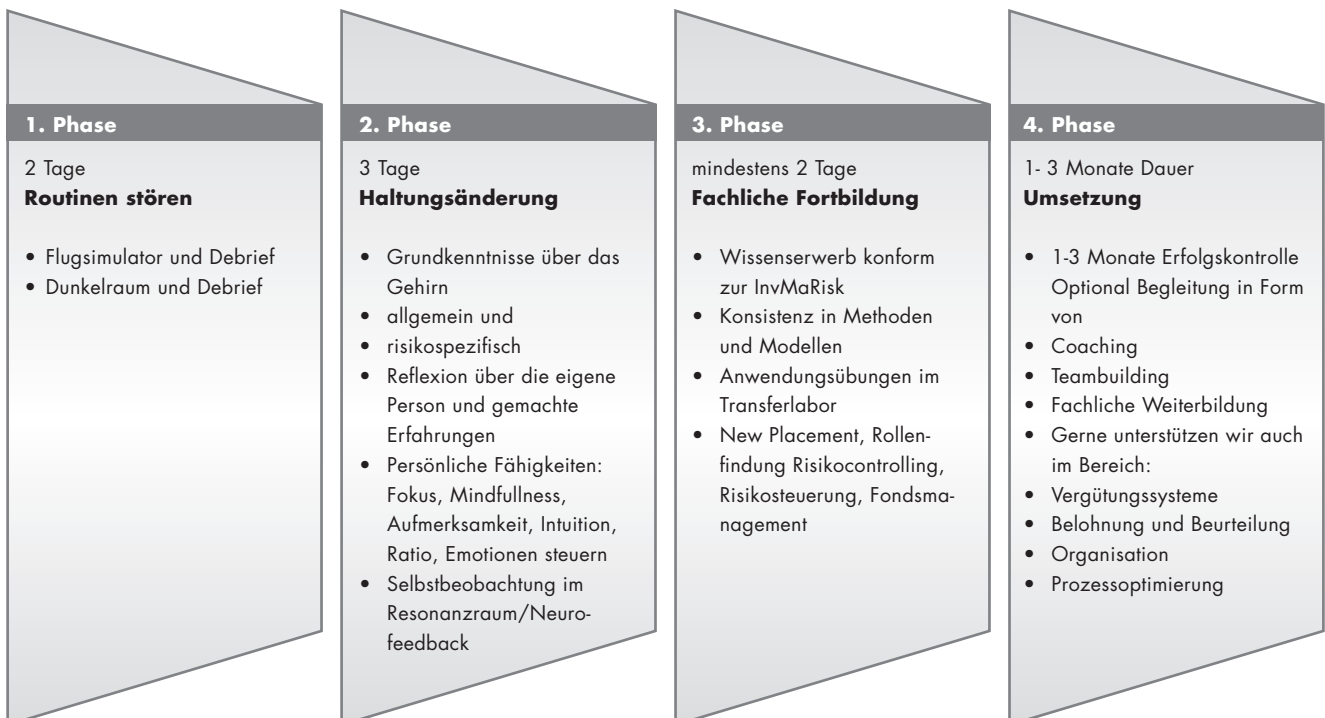 1. Phase
2 Tage
Routinen stören
• Flugsimulator und Debrief
• Dunkelraum und Debrief
2. Phase
3 Tage
Haltungsänderung
• Grundkenntnisse über das
Gehirn
• allgemein und
• risikospezifisch
• Reflexion über die eigene
Person und gemachte
Erfahrungen
• Persönliche Fähigkeiten:
Fokus, Mindfullness,
Aufmerksamkeit, Intuition,
Ratio, Emotionen steuern
• Selbstbeobachtung im
Resonanzraum/Neuro-
feedback
3. Phase
mindestens 2 Tage
Fachliche Fortbildung
• Wissenserwerb konform
zur InvMaRisk
• Konsistenz in Methoden
und Modellen
• Anwendungsübungen im
Transferlabor
• New Placement, Rollen-
findung Risikocontrolling,
Risikosteuerung, Fondsma-
nagement
4. Phase
1- 3 Monate Dauer
Umsetzung
• 1-3 Monate Erfolgskontrolle
Optional Begleitung in Form
von
• Coaching
• Teambuilding
• Fachliche Weiterbildung
• Gerne unterstützen wir auch
im Bereich:
• Vergütungssysteme
• Belohnung und Beurteilung
• Organisation
• Prozessoptimierung